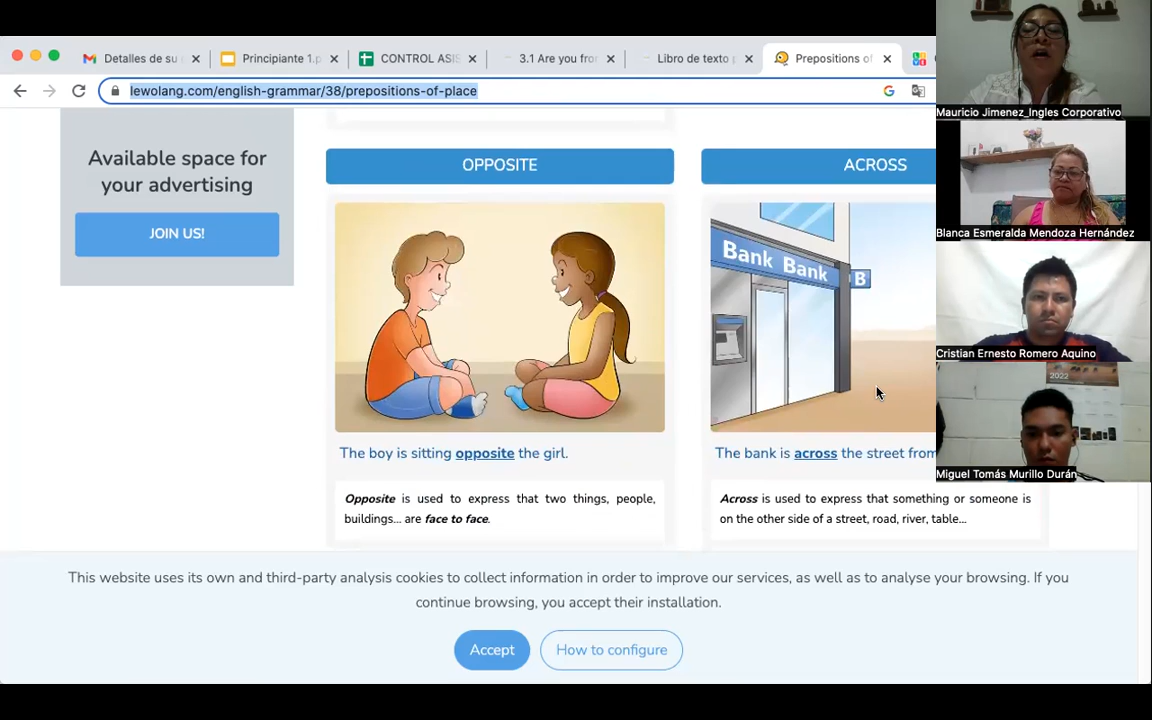 Detalles de su
Principiante 1.p
CONTROL ASIS
3.1 Are you fror
Libro de texto p
Prepositions of
lewolang.com/english-grammar/38/prepositions-of-place
Mauricio Jimenez_Ingles Corporativo
Blanca Esmeralda Mendoza Hernández
Cristian Ernesto Romero Aquino
2022
Miguel Tomás Murillo Durán
Available space for
your advertising
JOIN US!
OPPOSITE
The boy is sitting opposite the girl.
Opposite is used to express that two things, people,
buildings... are face to face.
ACROSS
Bank Bank
B
The bank is across the street from
Across is used to express that something or someone is
on the other side of a street, road, river, table...
This website uses its own and third-party analysis cookies to collect information in order to improve our services, as well as to analyse your browsing. If you
continue browsing, you accept their installation.
Accept
How to configure